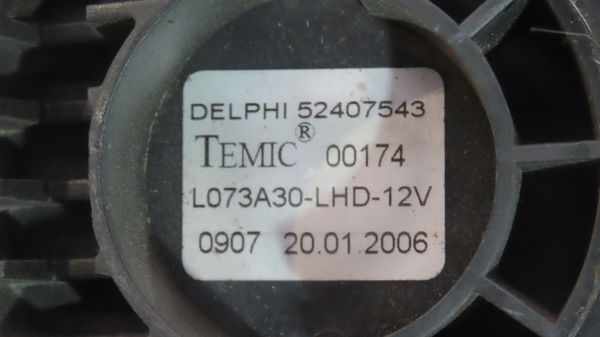 DELPHI 52407543
TEMIC® 00174
L073A30-LHD-12V
0907 20.01.2006